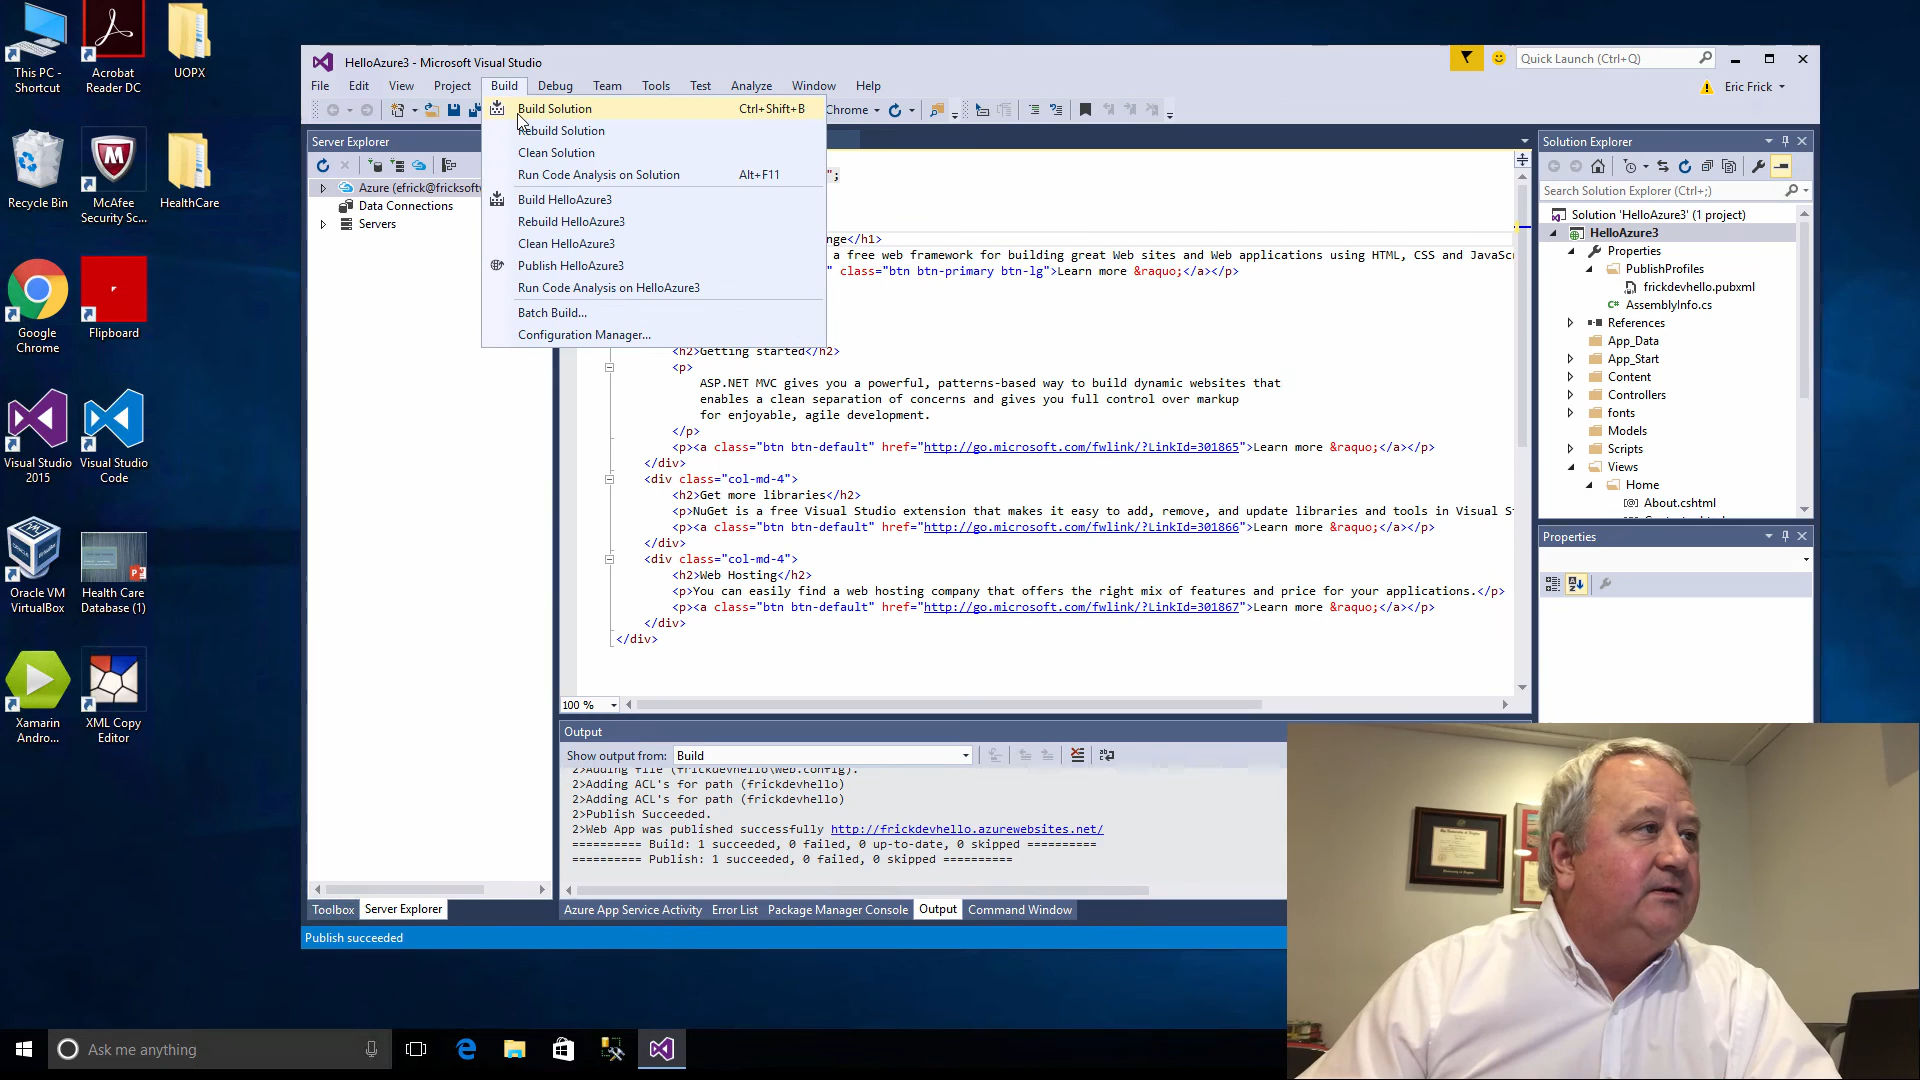 This PC - Shortcut
Acrobat Reader DC
UOPX
Recycle Bin
McAfee Security Sc...
HealthCare
Google Chrome
Flipboard
Visual Studio 2015
Visual Studio Code
Oracle VM VirtualBox
Health Care Database (1)
Xamarin Andro...
XML Copy Editor
HelloAzure3 - Microsoft Visual Studio
Quick Launch (Ctrl+Q)
File Edit View Project Build Debug Team Tools Test Analyze Window Help
Eric Frick
Chrome
Build Solution Ctrl+Shift+B
Rebuild Solution
Clean Solution
Run Code Analysis on Solution Alt+F11
Build HelloAzure3
Rebuild HelloAzure3
Clean HelloAzure3
Publish HelloAzure3
Run Code Analysis on HelloAzure3
Batch Build...
Configuration Manager...
Server Explorer
Azure (efrick@fricksoftw
Data Connections
Servers
";
nge</h1>
a free web framework for building great Web sites and Web applications using HTML, CSS and JavaScr
" class="btn btn-primary btn-lg">Learn more &raquo;</a></p>
<h2>Getting started</h2>
<p>
ASP.NET MVC gives you a powerful, patterns-based way to build dynamic websites that
enables a clean separation of concerns and gives you full control over markup
for enjoyable, agile development.
</p>
<p><a class="btn btn-default" href="http://go.microsoft.com/fwlink/?LinkId=301865">Learn more &raquo;</a></p>
</div>
<div class="col-md-4">
<h2>Get more libraries</h2>
<p>NuGet is a free Visual Studio extension that makes it easy to add, remove, and update libraries and tools in Visual S
<p><a class="btn btn-default" href="http://go.microsoft.com/fwlink/?LinkId=301866">Learn more &raquo;</a></p>
</div>
<div class="col-md-4">
<h2>Web Hosting</h2>
<p>You can easily find a web hosting company that offers the right mix of features and price for your applications.</p>
<p><a class="btn btn-default" href="http://go.microsoft.com/fwlink/?LinkId=301867">Learn more &raquo;</a></p>
</div>
</div>
100 %
Solution Explorer
Search Solution Explorer (Ctrl+;)
Solution 'HelloAzure3' (1 project)
HelloAzure3
Properties
PublishProfiles
frickdevhello.pubxml
AssemblyInfo.cs
References
App_Data
App_Start
Content
Controllers
fonts
Models
Scripts
Views
Home
About.cshtml
Properties
Output
Show output from: Build
2>Adding file (frickdevhello\Web.config).
2>Adding ACL's for path (frickdevhello)
2>Adding ACL's for path (frickdevhello)
2>Publish Succeeded.
2>Web App was published successfully http://frickdevhello.azurewebsites.net/
========== Build: 1 succeeded, 0 failed, 0 up-to-date, 0 skipped ==========
========== Publish: 1 succeeded, 0 failed, 0 skipped ==========
Toolbox Server Explorer
Azure App Service Activity Error List Package Manager Console Output Command Window
Publish succeeded
Ask me anything